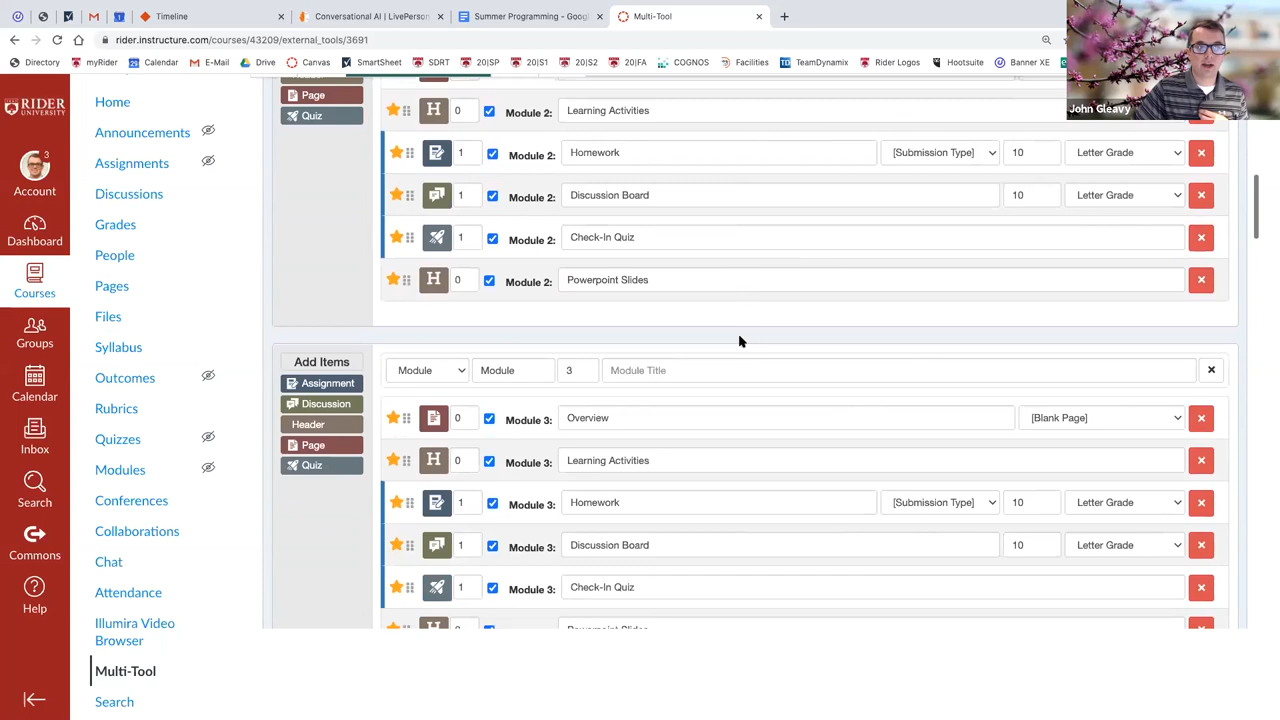 Timeline
Conversational AI | LivePerson
Summer Programming - Googl
Multi-Tool
rider.instructure.com/courses/43209/external_tools/3691
Directory
myRider
Calendar
E-Mail
Drive
Canvas
SmartSheet
SDRT
20|SP
20|S1
20|S2
20|FA
COGNOS
Facilities
TeamDynamix
Rider Logos
Hootsuite
Banner XE
John Gleavy
RIDER
UNIVERSITY
3
Account
Dashboard
Courses
Groups
Calendar
Inbox
Search
Commons
Help
Home
Announcements
Assignments
Discussions
Grades
People
Pages
Files
Syllabus
Outcomes
Rubrics
Quizzes
Modules
Conferences
Collaborations
Chat
Attendance
Illumira Video
Browser
Multi-Tool
Search
Page
Quiz
H 0 Module 2: Learning Activities
1 Module 2: Homework [Submission Type] 10 Letter Grade
1 Module 2: Discussion Board 10 Letter Grade
1 Module 2: Check-In Quiz
H 0 Module 2: Powerpoint Slides
Add Items
Assignment
Discussion
Header
Page
Quiz
Module Module 3 Module Title
0 Module 3: Overview [Blank Page]
H 0 Module 3: Learning Activities
1 Module 3: Homework [Submission Type] 10 Letter Grade
1 Module 3: Discussion Board 10 Letter Grade
1 Module 3: Check-In Quiz